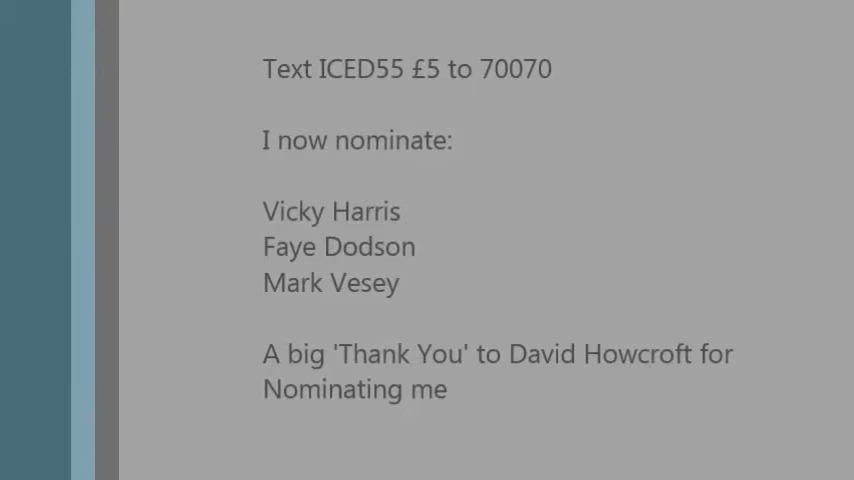 Text ICED55 £5 to 70070
I now nominate:
Vicky Harris
Faye Dodson
Mark Vesey
A big 'Thank You' to David Howcroft for
Nominating me